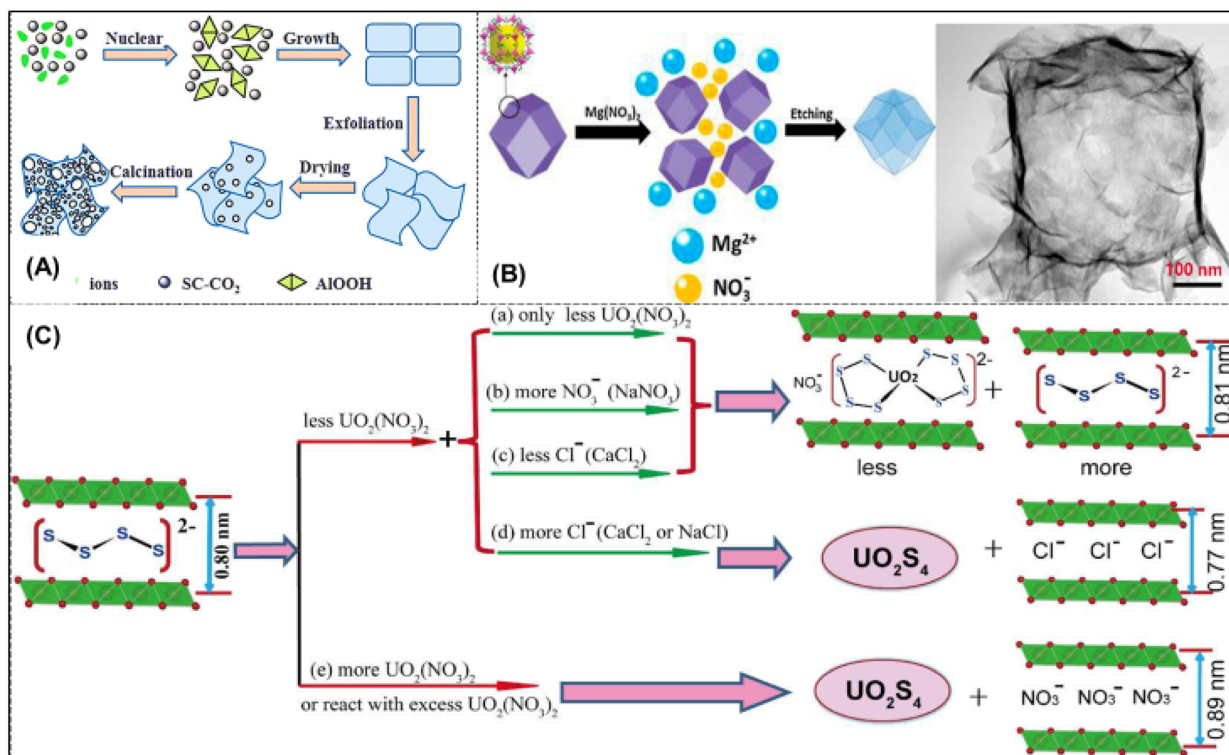 Nuclear
Growth
Exfoliation
Drying
Calcination
(A)
ions
SC-CO₂
AlOOH
Mg(NO₃)₂
Etching
Mg²⁺
NO₃⁻
(B)
100 nm
(C)
[S S S S]²⁻
0.80 nm
less UO₂(NO₃)₂
+
(a) only less UO₂(NO₃)₂
(b) more NO₃⁻ (NaNO₃)
(c) less Cl⁻ (CaCl₂)
(d) more Cl⁻ (CaCl₂ or NaCl)
(e) more UO₂(NO₃)₂
or react with excess UO₂(NO₃)₂
NO₃⁻ [S S S S UO₂ S S S S]²⁻
less
+
[S S S S]²⁻
more
0.81 nm
UO₂S₄
+
Cl⁻ Cl⁻ Cl⁻
0.77 nm
UO₂S₄
+
NO₃⁻ NO₃⁻ NO₃⁻
0.89 nm